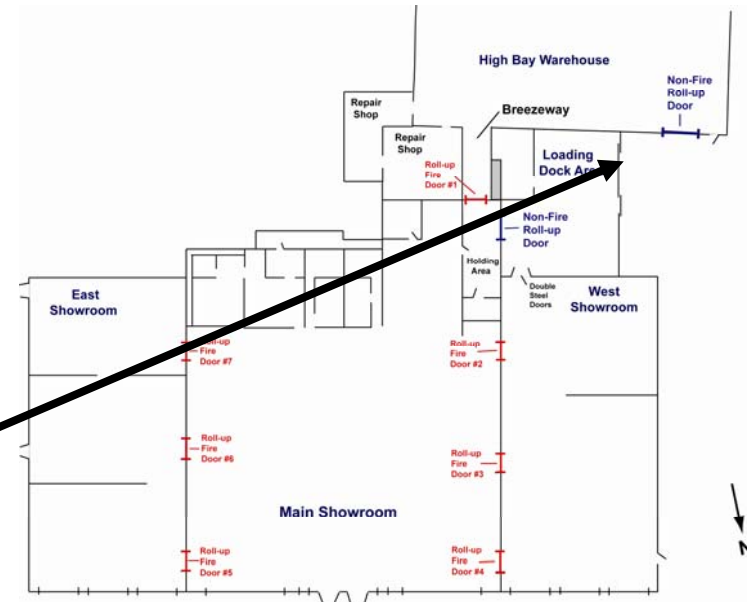 High Bay Warehouse
Non-Fire
Roll-up
Door
Repair
Shop
Breezeway
Repair
Shop
Roll-up
Fire
Door #1
Loading
Dock Area
Non-Fire
Roll-up
Door
Holding
Area
Double
Steel
Doors
East
Showroom
West
Showroom
Roll-up
Fire
Door #7
Roll-up
Fire
Door #2
Roll-up
Fire
Door #6
Roll-up
Fire
Door #3
Main Showroom
Roll-up
Fire
Door #5
Roll-up
Fire
Door #4
N